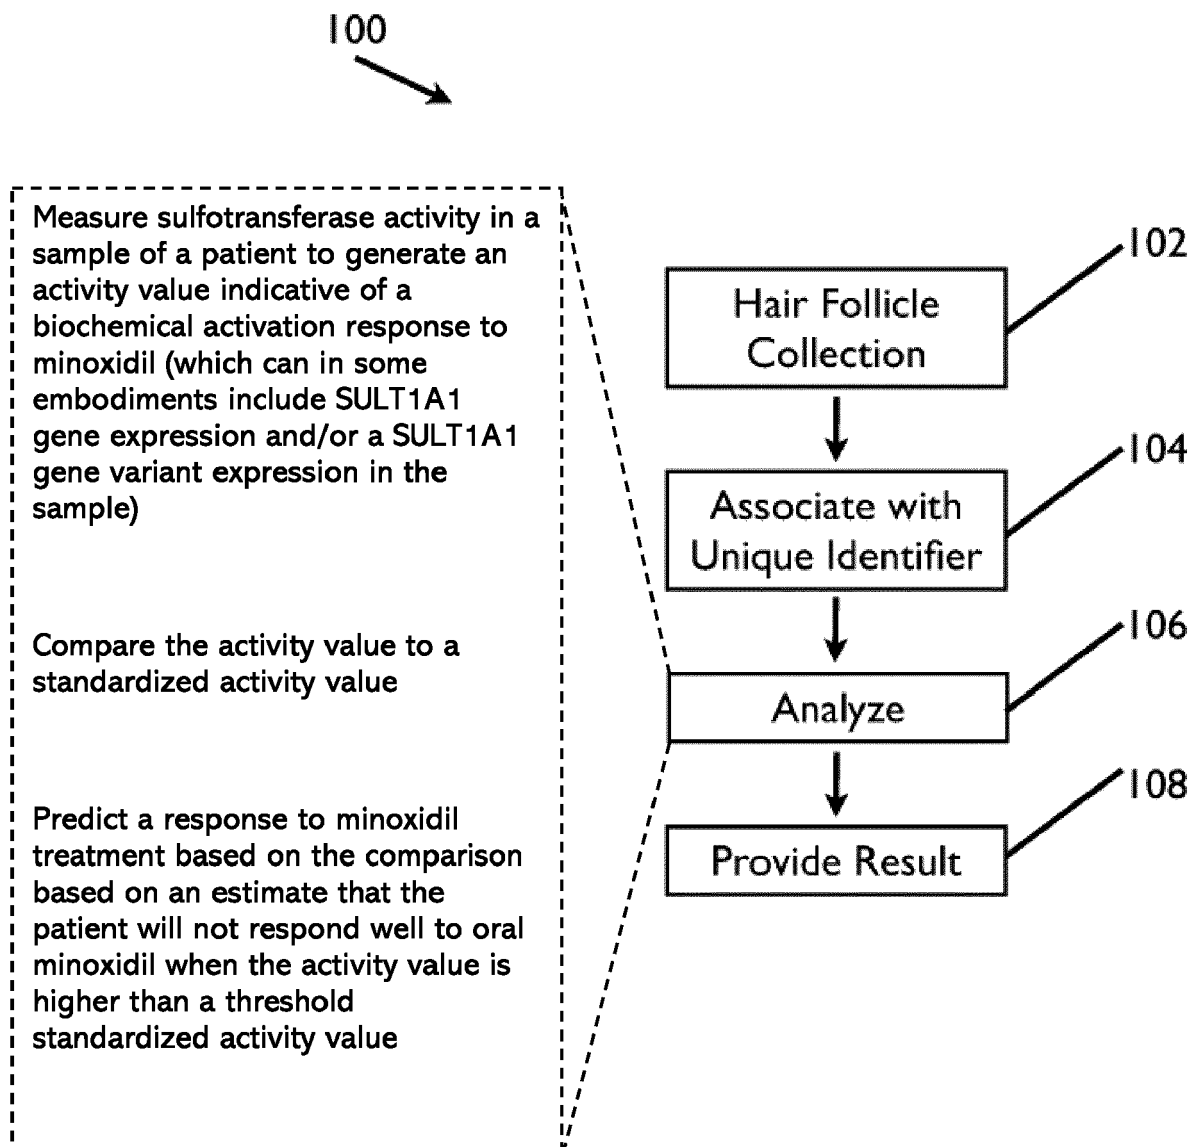 100
Measure sulfotransferase activity in a
sample of a patient to generate an
activity value indicative of a
biochemical activation response to
minoxidil (which can in some
embodiments include SULT1A1
gene expression and/or a SULT1A1
gene variant expression in the
sample)
Compare the activity value to a
standardized activity value
Predict a response to minoxidil
treatment based on the comparison
based on an estimate that the
patient will not respond well to oral
minoxidil when the activity value is
higher than a threshold
standardized activity value
102
Hair Follicle
Collection
104
Associate with
Unique Identifier
106
Analyze
108
Provide Result